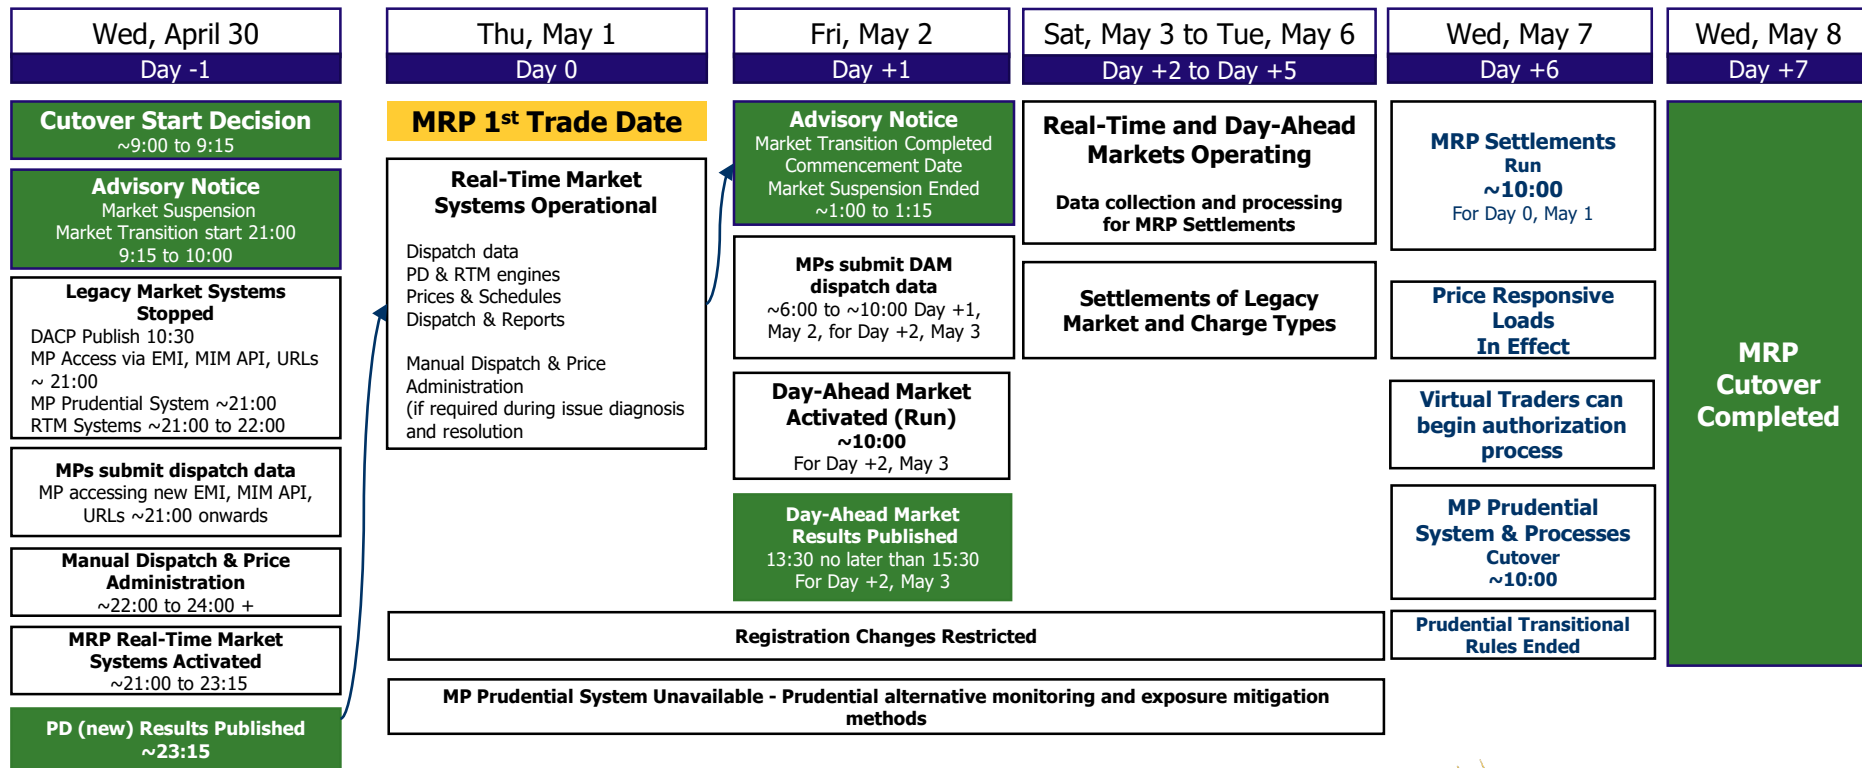 Wed, April 30
Day -1
Cutover Start Decision
~9:00 to 9:15
Advisory Notice
Market Suspension
Market Transition start 21:00
9:15 to 10:00
Legacy Market Systems
Stopped
DACP Publish 10:30
MP Access via EMI, MIM API, URLs
~ 21:00
MP Prudential System ~21:00
RTM Systems ~21:00 to 22:00
MPs submit dispatch data
MP accessing new EMI, MIM API,
URLs ~21:00 onwards
Manual Dispatch & Price
Administration
~22:00 to 24:00 +
MRP Real-Time Market
Systems Activated
~21:00 to 23:15
PD (new) Results Published
~23:15
Thu, May 1
Day 0
MRP 1st Trade Date
Real-Time Market
Systems Operational
Dispatch data
PD & RTM engines
Prices & Schedules
Dispatch & Reports
Manual Dispatch & Price
Administration
(if required during issue diagnosis
and resolution
Fri, May 2
Day +1
Advisory Notice
Market Transition Completed
Commencement Date
Market Suspension Ended
~1:00 to 1:15
MPs submit DAM
dispatch data
~6:00 to ~10:00 Day +1,
May 2, for Day +2, May 3
Day-Ahead Market
Activated (Run)
~10:00
For Day +2, May 3
Day-Ahead Market
Results Published
13:30 no later than 15:30
For Day +2, May 3
Sat, May 3 to Tue, May 6
Day +2 to Day +5
Real-Time and Day-Ahead
Markets Operating
Data collection and processing
for MRP Settlements
Settlements of Legacy
Market and Charge Types
Registration Changes Restricted
MP Prudential System Unavailable - Prudential alternative monitoring and exposure mitigation
methods
Wed, May 7
Day +6
MRP Settlements
Run
~10:00
For Day 0, May 1
Price Responsive
Loads
In Effect
Virtual Traders can
begin authorization
process
MP Prudential
System & Processes
Cutover
~10:00
Prudential Transitional
Rules Ended
Wed, May 8
Day +7
MRP
Cutover
Completed